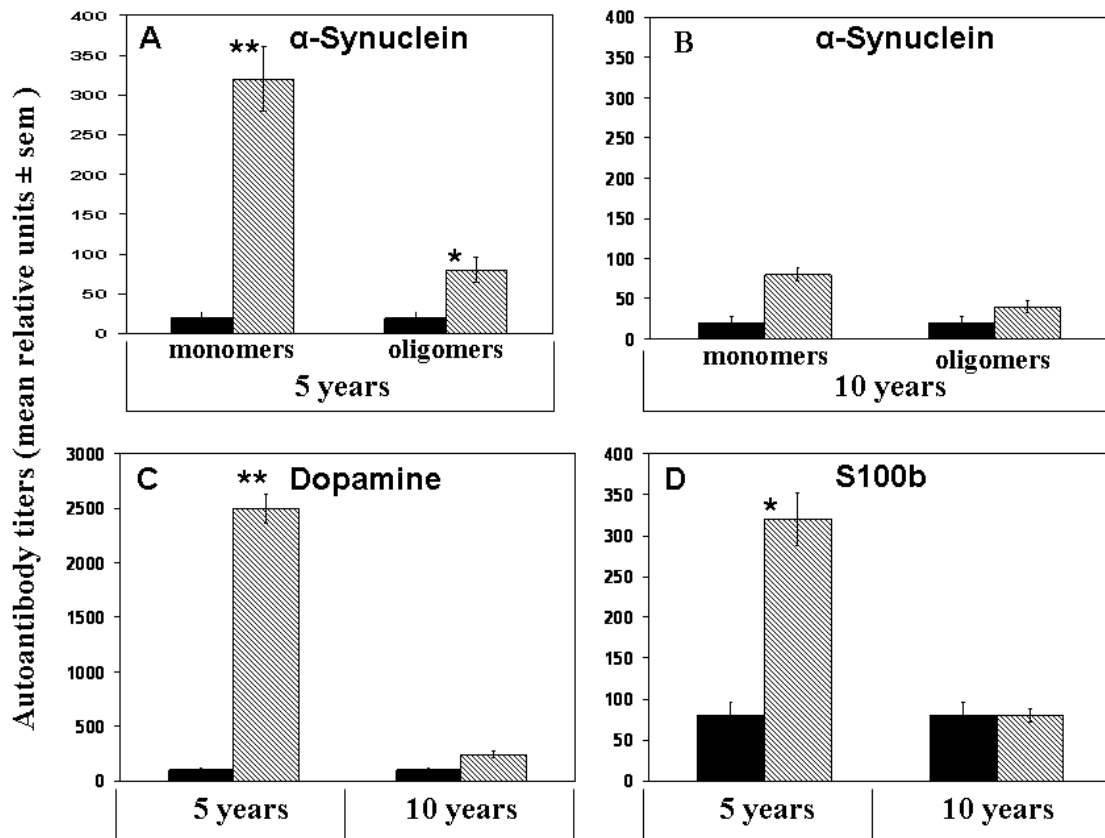 Autoantibody titers (mean relative units ± sem )
A
α-Synuclein
400
350
300
250
200
150
100
50
0
**
*
monomers
oligomers
5 years
B
α-Synuclein
400
350
300
250
200
150
100
50
0
monomers
oligomers
10 years
C
Dopamine
3000
2500
2000
1500
1000
500
0
**
5 years
10 years
D
S100b
400
350
300
250
200
150
100
50
0
*
5 years
10 years